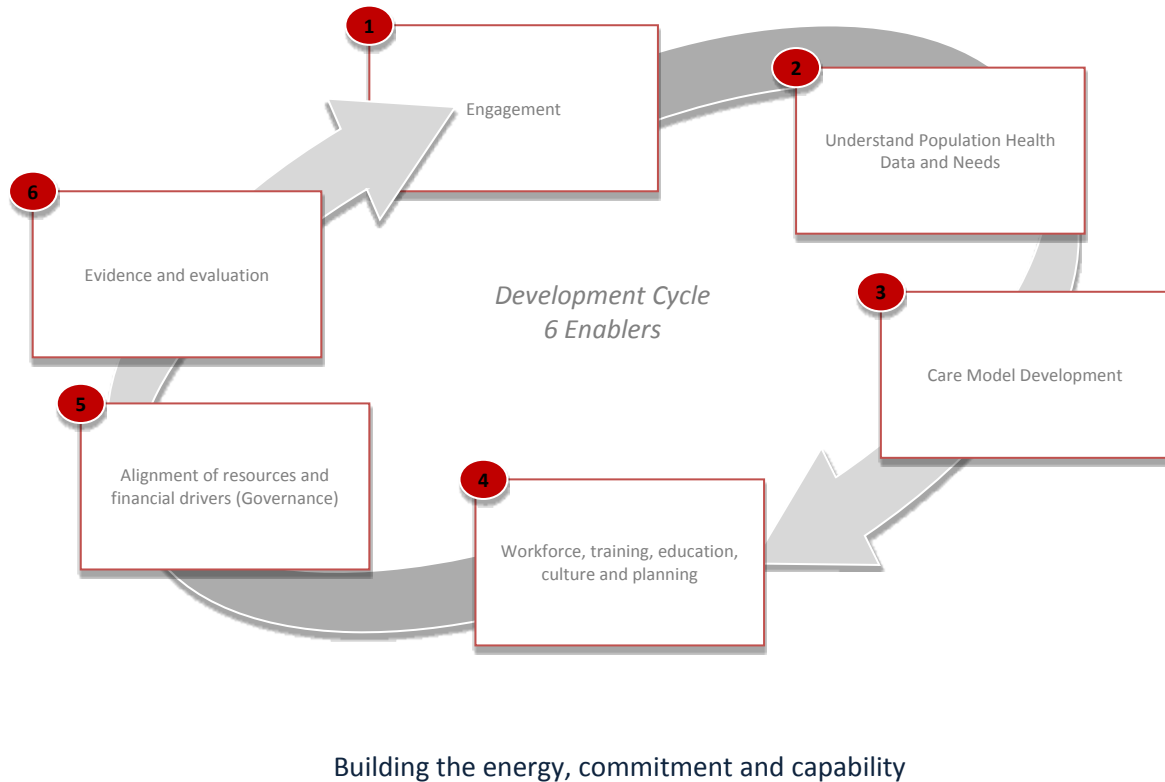 1
Engagement
2
Understand Population Health
Data and Needs
6
Evidence and evaluation
Development Cycle
6 Enablers
3
Care Model Development
5
Alignment of resources and
financial drivers (Governance)
4
Workforce, training, education,
culture and planning
Building the energy, commitment and capability